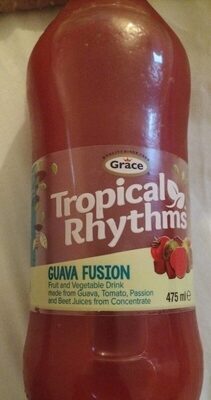 Grace
Tropical
Rhythms
GUAVA FUSION
Fruit and Vegetable Drink
made from Guava, Tomato, Passion
and Beet Juices from Concentrate
475 ml e